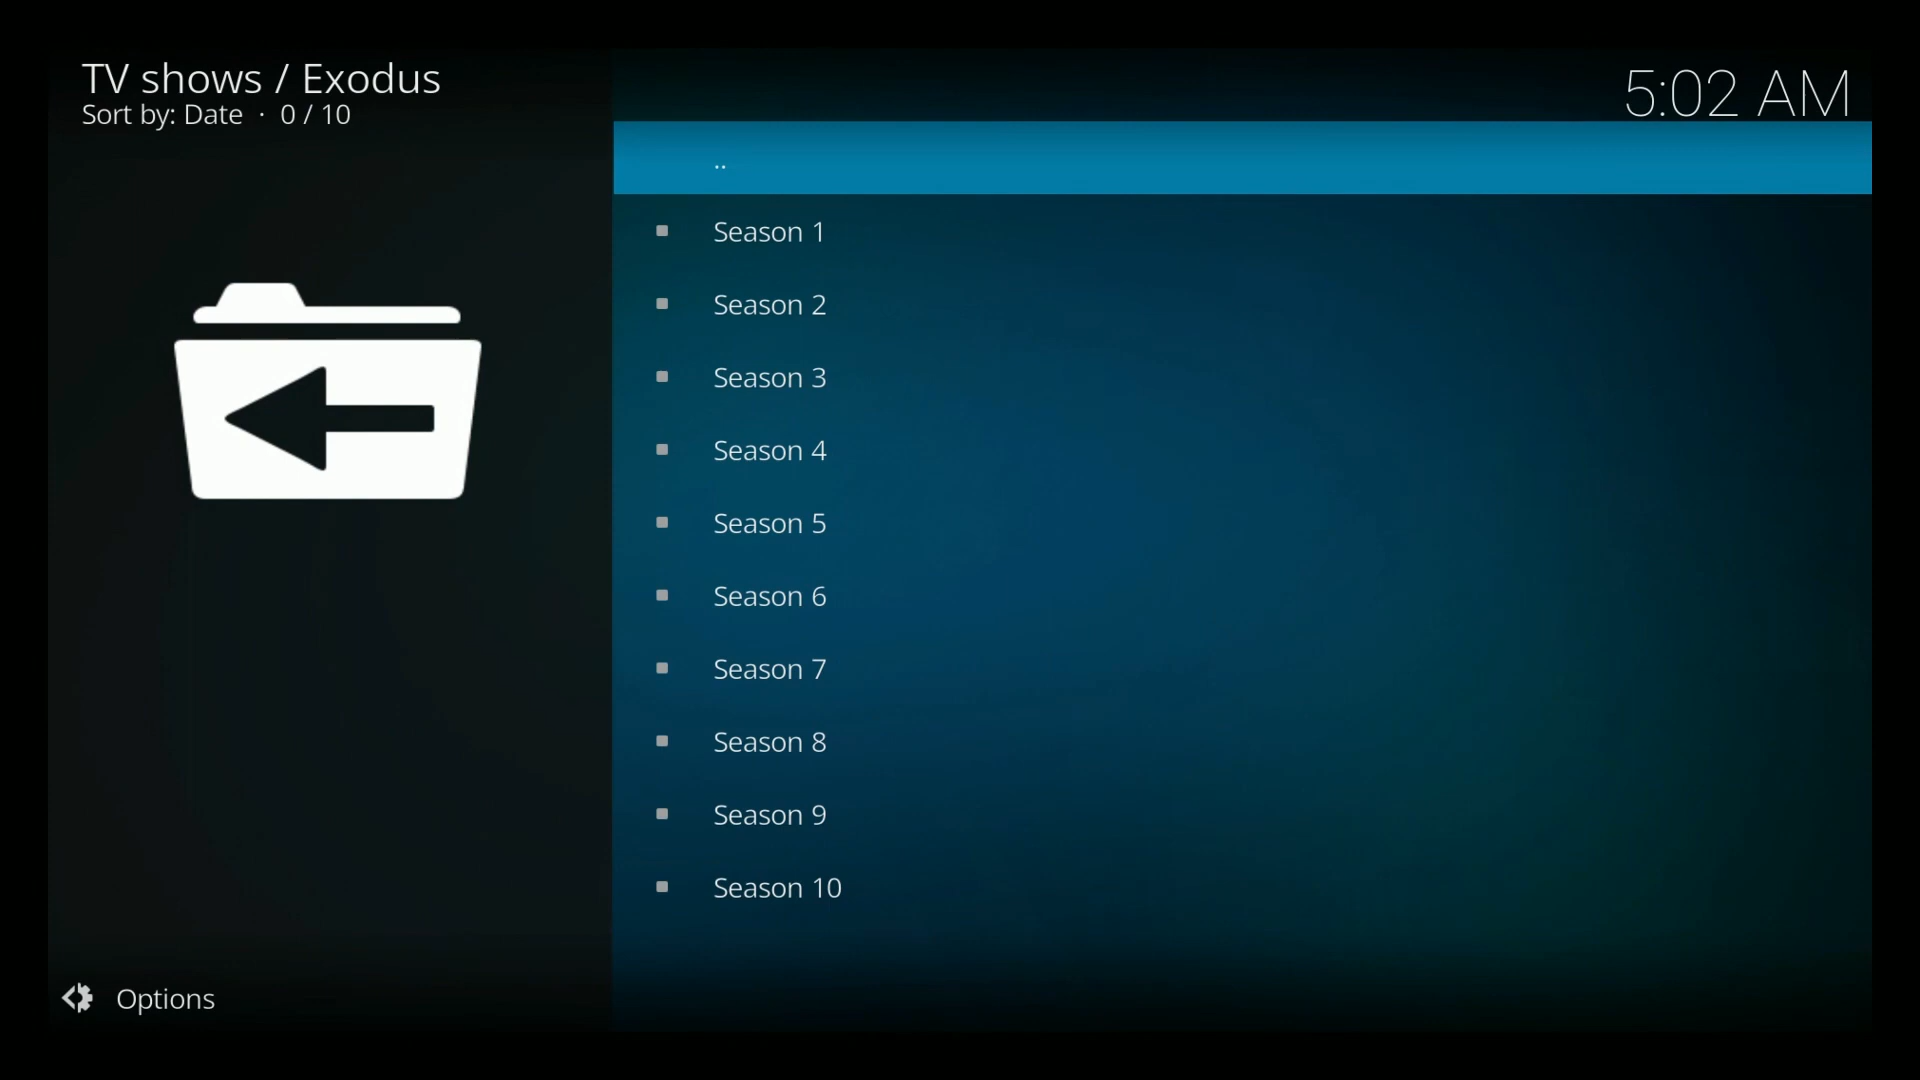 TV shows / Exodus
Sort by: Date · 0 / 10
5:02 AM
..
Season 1
Season 2
Season 3
Season 4
Season 5
Season 6
Season 7
Season 8
Season 9
Season 10
Options